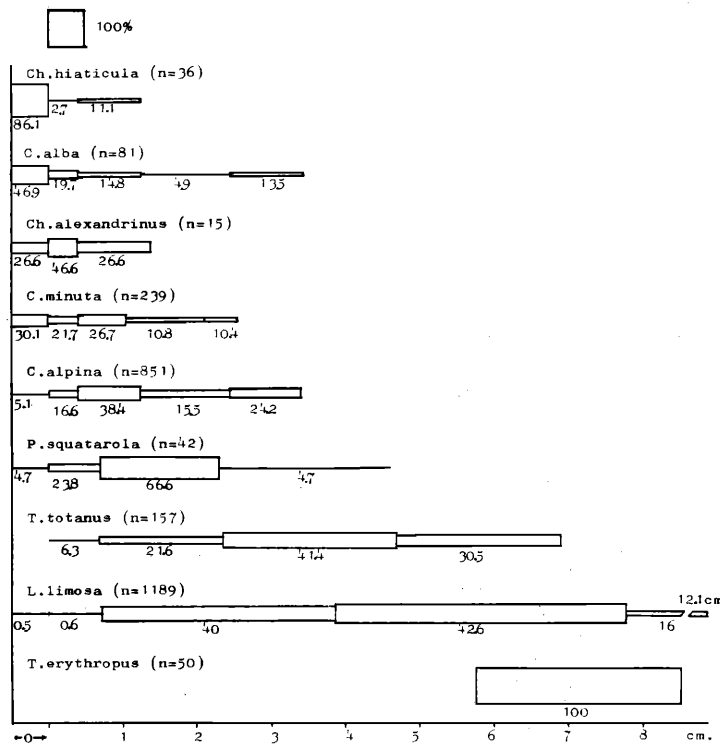 100%
Ch.hiaticula (n=36)
86.1 2.7 11.1
C.alba (n=81)
46.9 19.7 14.8 4.9 13.5
Ch.alexandrinus (n=15)
26.6 46.6 26.6
C.minuta (n=239)
30.1 21.7 26.7 10.8 10.4
C.alpina (n=851)
5.1 16.6 38.4 15.5 24.2
P.squatarola (n=42)
4.7 23.8 66.6 4.7
T.totanus (n=157)
6.3 21.6 41.4 30.5
L.limosa (n=1189)
12.1cm
0.5 0.6 40 42.6 16
T.erythropus (n=50)
100
←0→ 1 2 3 4 5 6 7 8 cm.